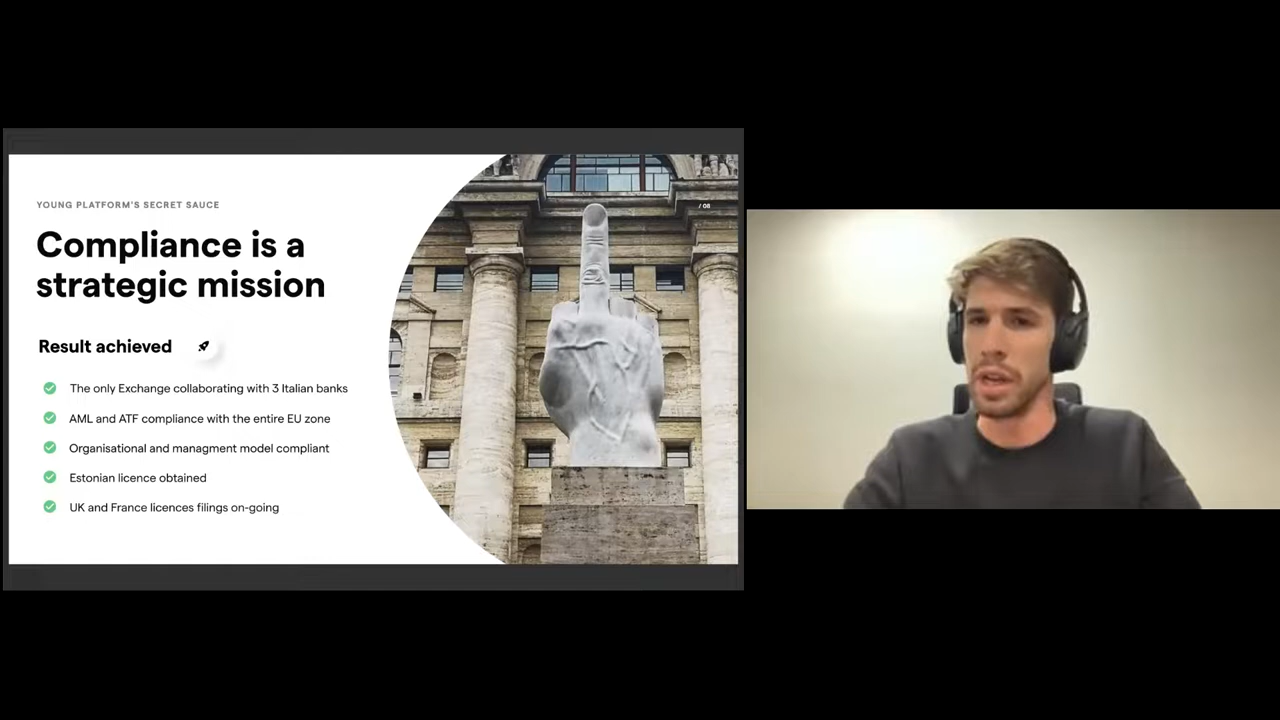 YOUNG PLATFORM'S SECRET SAUCE
/ 08
Compliance is a
strategic mission
Result achieved
The only Exchange collaborating with 3 Italian banks
AML and ATF compliance with the entire EU zone
Organisational and managment model compliant
Estonian licence obtained
UK and France licences filings on-going